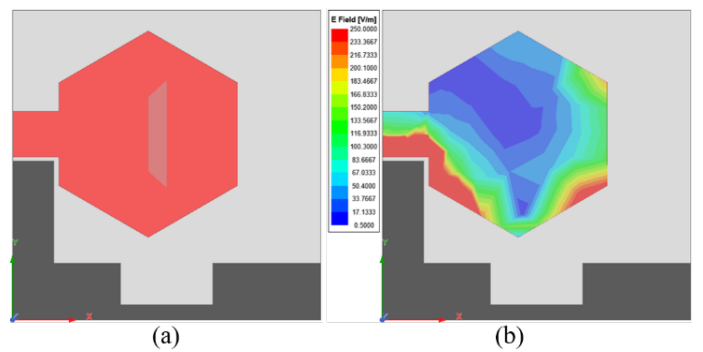 E Field [V/m]
250.0000
233.3667
216.7333
200.1000
183.4667
166.8333
150.2000
133.5667
116.9333
100.3000
83.6667
67.0333
50.4000
33.7667
17.1333
0.5000
Y
X
Y
X
(a)
(b)